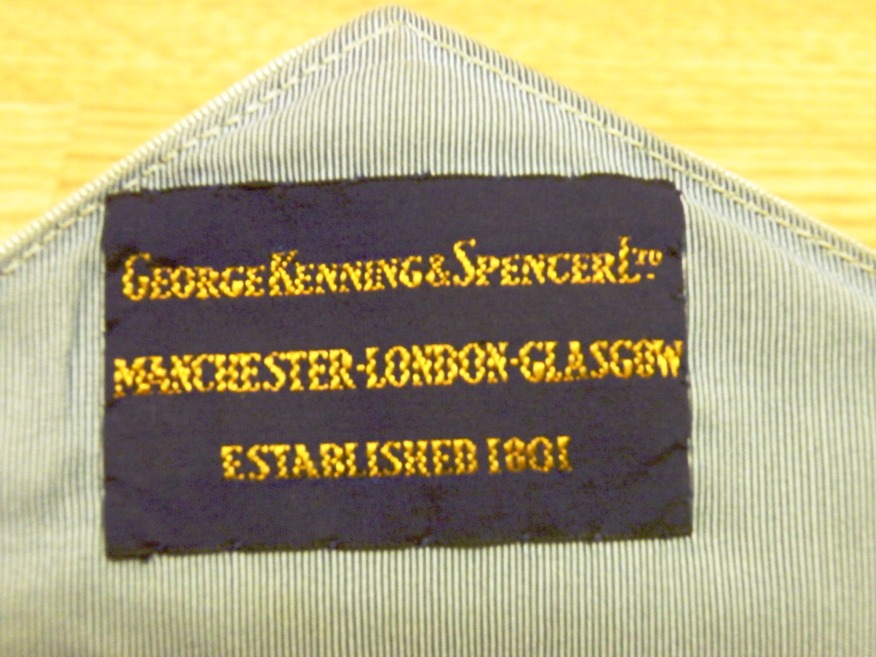 GEORGE KENNING & SPENCER LTD
MANCHESTER·LONDON·GLASGOW
ESTABLISHED 1801